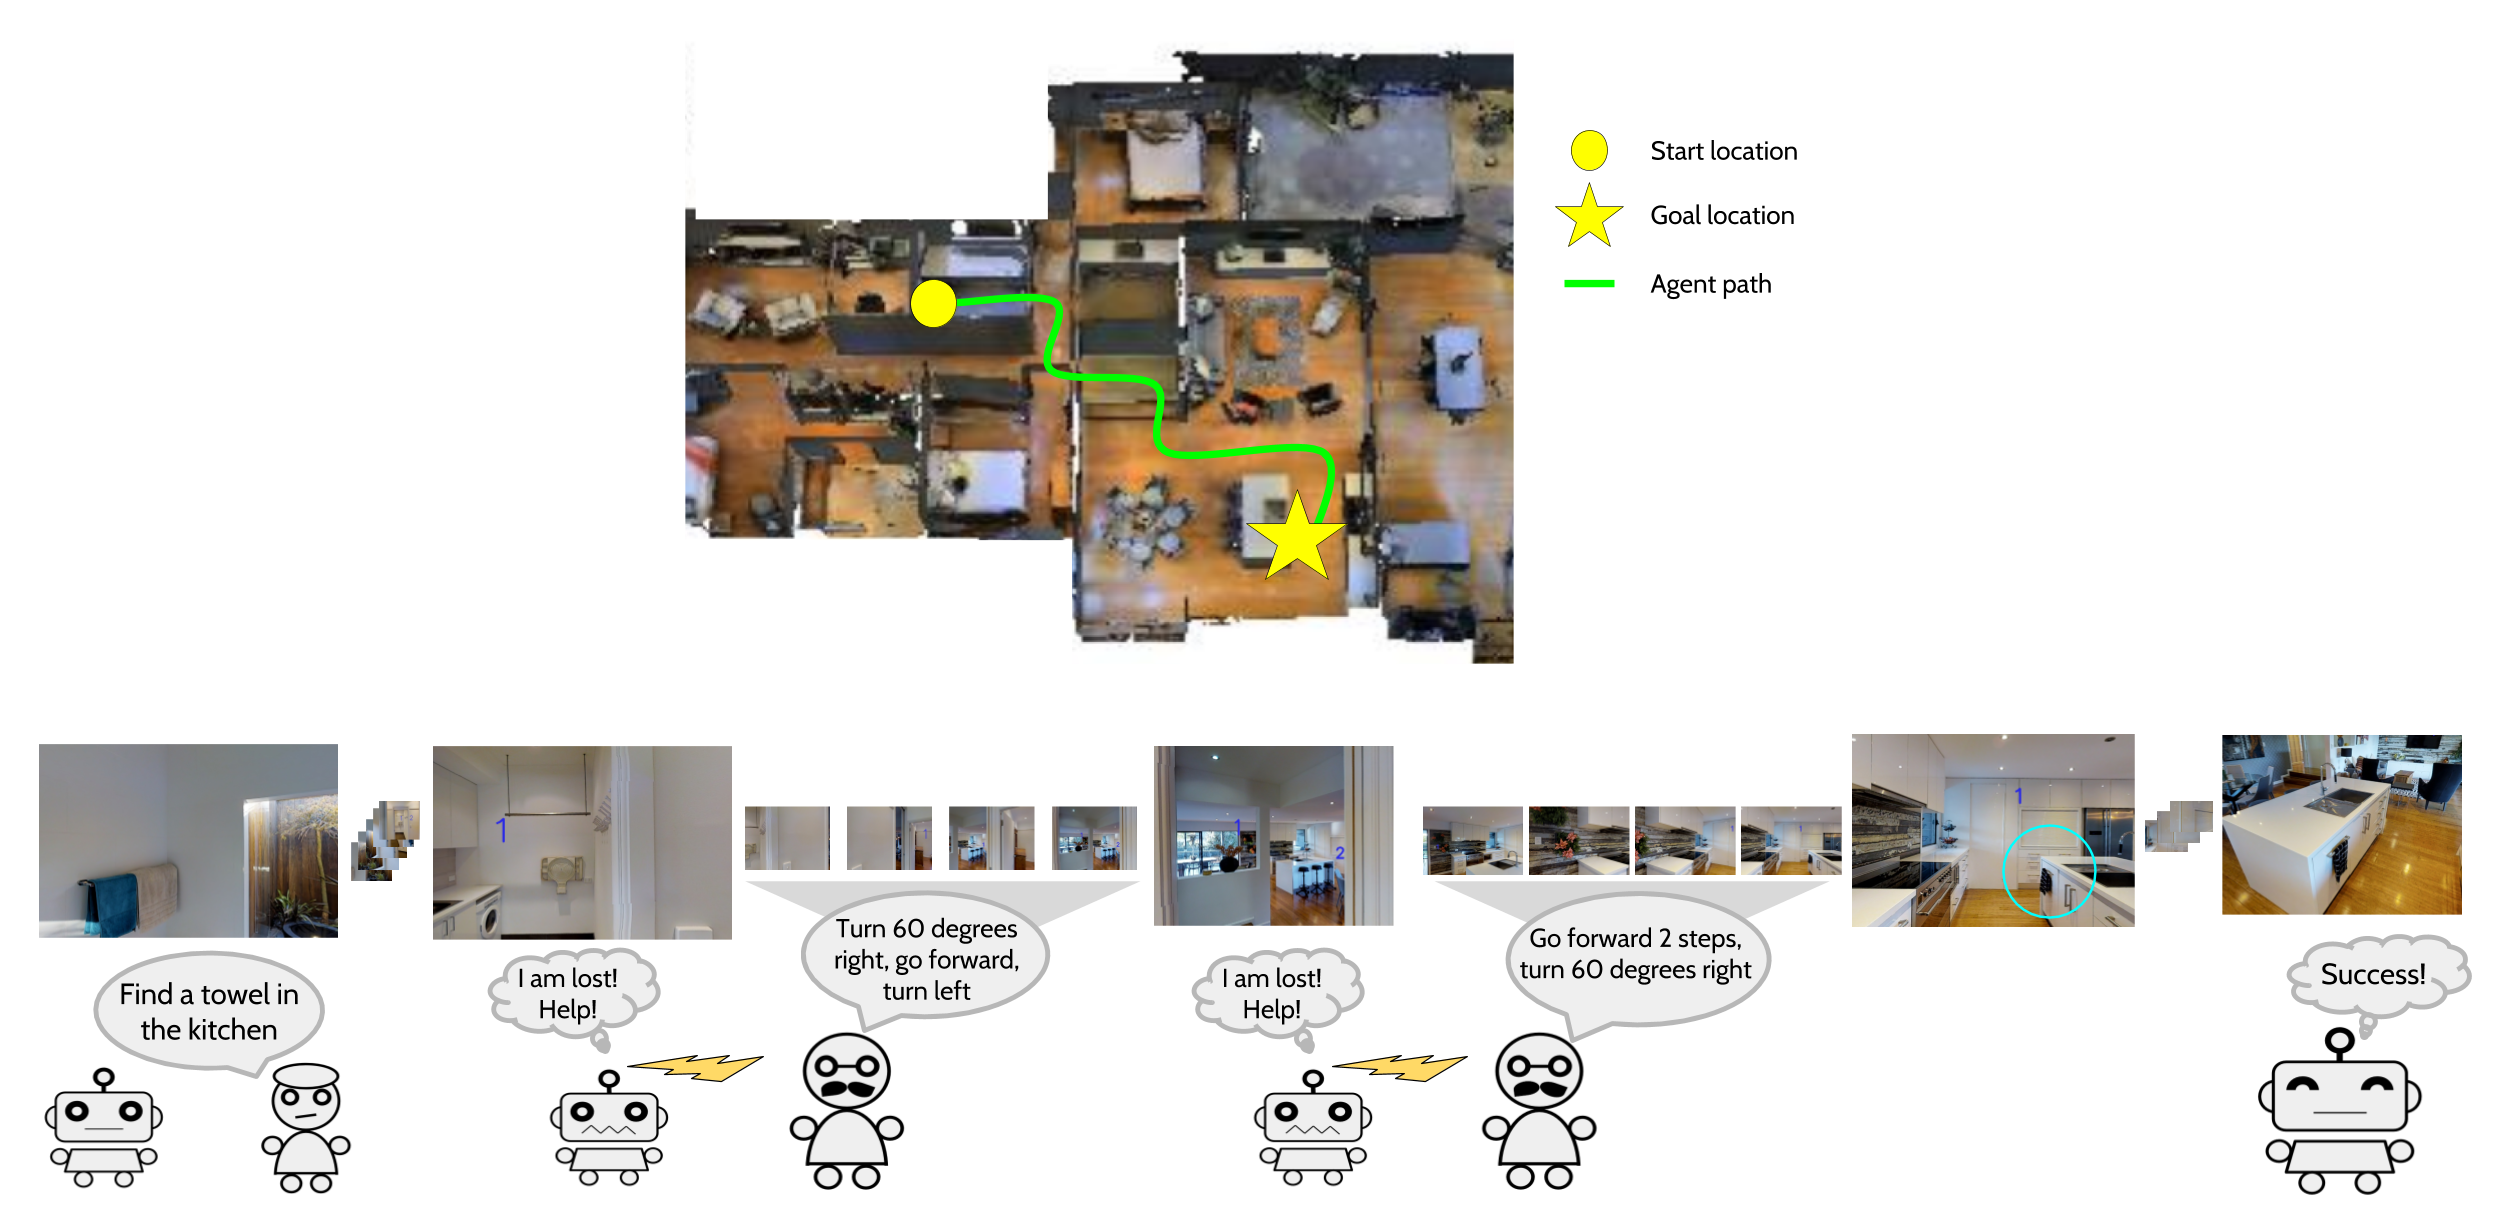 Start location
Goal location
Agent path
1
1
2
1
Find a towel in
the kitchen
I am lost!
Help!
Turn 60 degrees
right, go forward,
turn left
I am lost!
Help!
Go forward 2 steps,
turn 60 degrees right
Success!